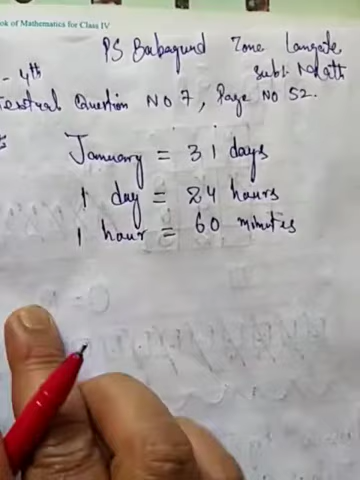 ok of Mathematics for Class IV
PS Babagund Zone Langate
- 4th Subl. Math
Textual Question No 7, Page No 52.
January = 31 days
1 day = 24 hours
1 hour = 60 minutes